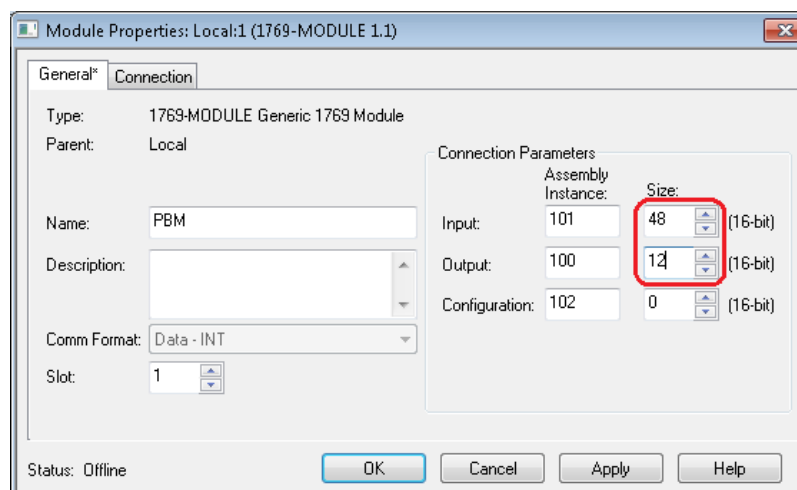 Module Properties: Local:1 (1769-MODULE 1.1)
General* Connection
Type: 1769-MODULE Generic 1769 Module
Parent: Local
Connection Parameters
Assembly Instance: Size:
Name: PBM Input: 101 48 (16-bit)
Description: Output: 100 12 (16-bit)
Configuration: 102 0 (16-bit)
Comm Format: Data - INT
Slot: 1
Status: Offline OK Cancel Apply Help